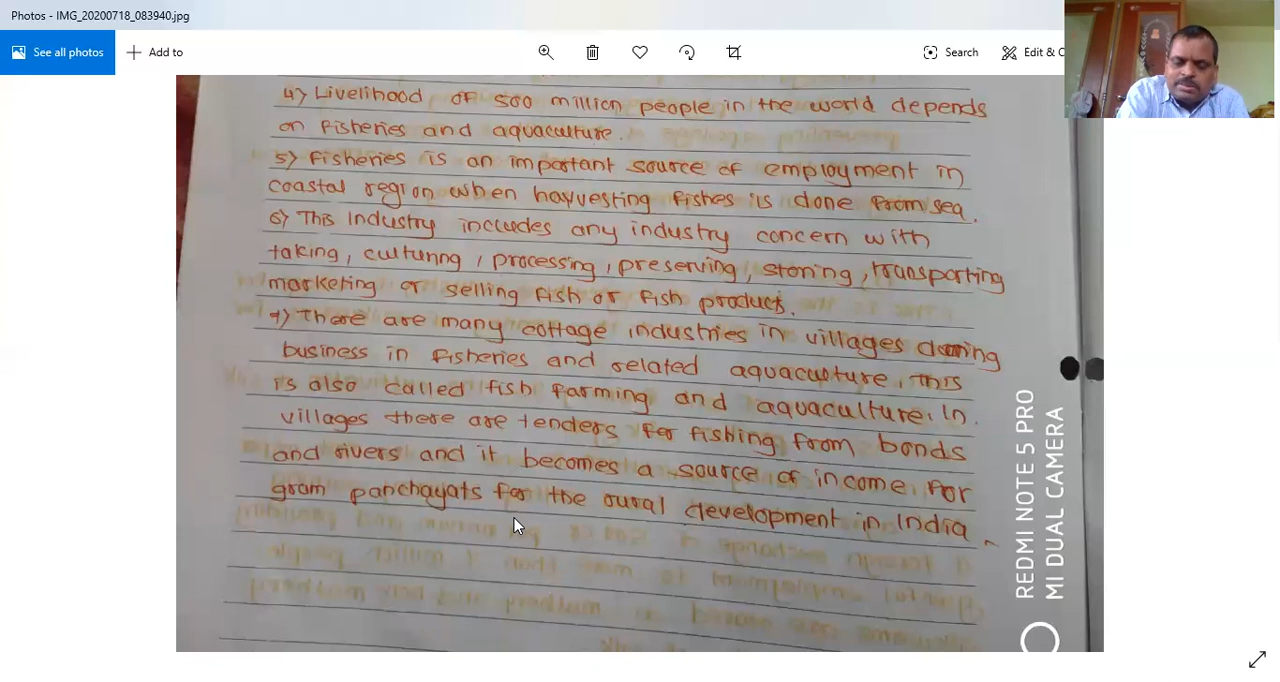 Photos - IMG_20200718_083940.jpg
See all photos
Add to
Search
Edit & C
4) Livelihood of 500 million people in the world depends
on fisheries and aquaculture.
5) Fisheries is an important source of employment in
coastal region when harvesting fishes is done from sea.
6) This Industry includes any industry concern with
taking, culturing, processing, preserving, storing, transporting
marketing or selling fish or fish product.
7) There are many cottage industries in villages doing
business in fisheries and related aquaculture. This
is also called fish farming and aquaculture. In
villages there are tenders for fishing from bonds
and rivers and it becomes a source of income for
gram panchayats for the rural development in India.
REDMI NOTE 5 PRO
MI DUAL CAMERA